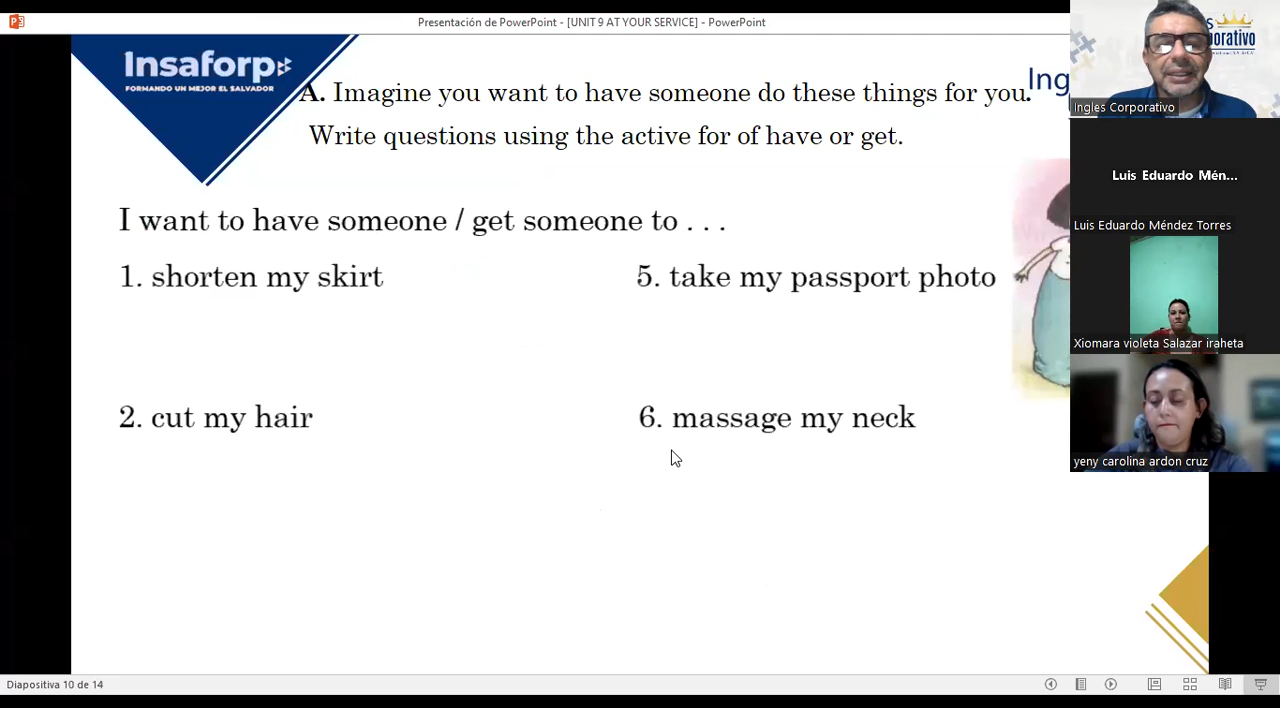 Presentación de PowerPoint - [UNIT 9 AT YOUR SERVICE] - PowerPoint
Insaforp
FORMANDO UN MEJOR EL SALVADOR
A. Imagine you want to have someone do these things for you.
Write questions using the active for of have or get.
Ing
I want to have someone / get someone to . . .
1. shorten my skirt
5. take my passport photo
2. cut my hair
6. massage my neck
Ingles Corporativo
Luis Eduardo Mén...
Luis Eduardo Méndez Torres
Xiomara violeta Salazar iraheta
yeny carolina ardon cruz
Diapositiva 10 de 14